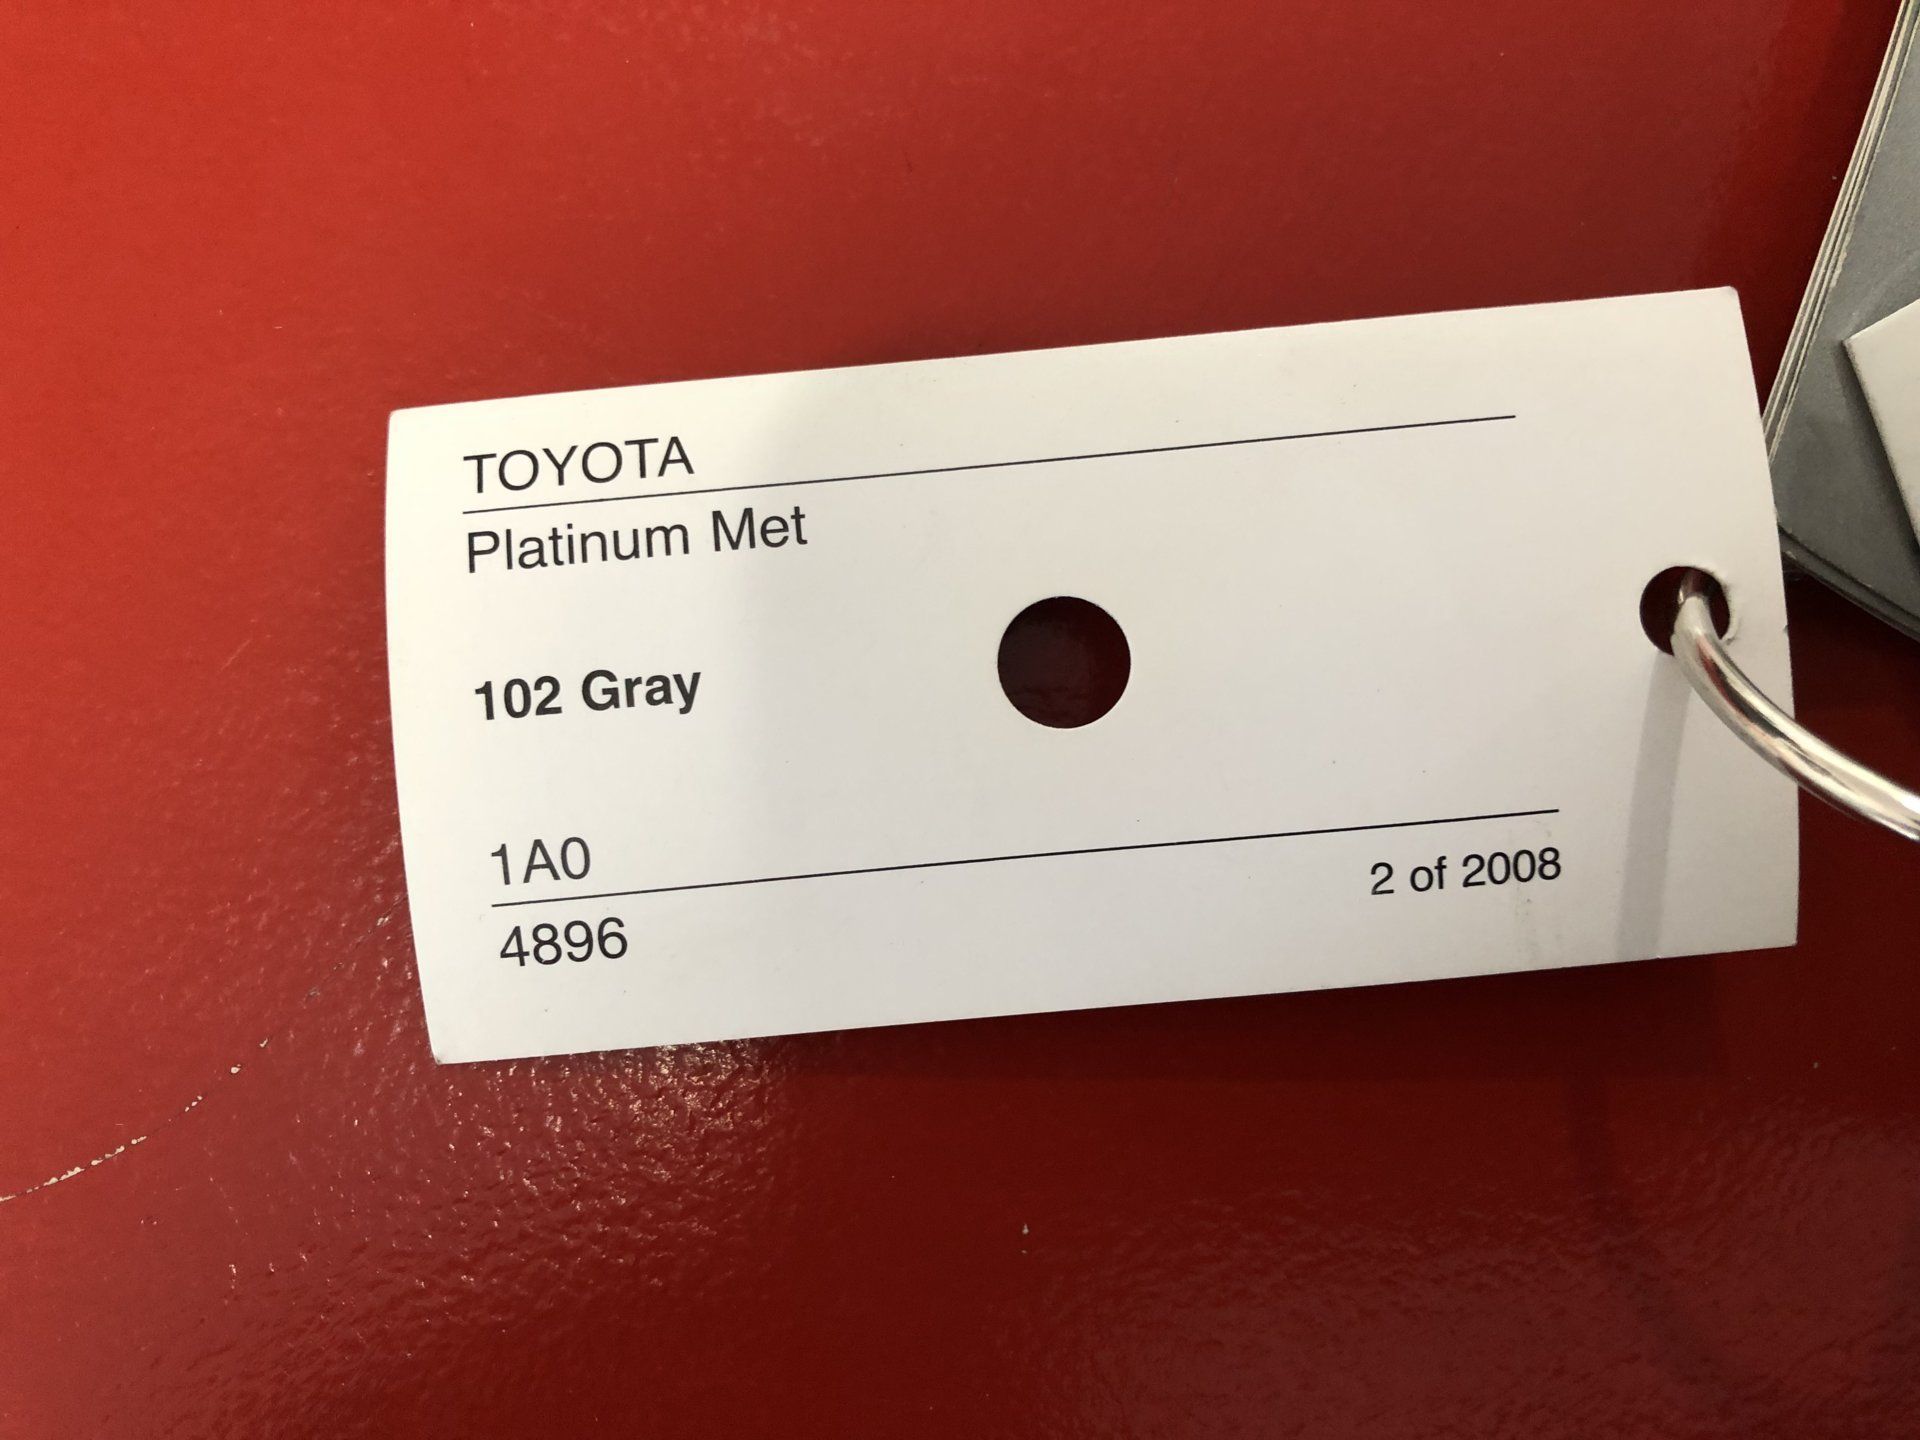 TOYOTA
Platinum Met
102 Gray
1A0
2 of 2008
4896